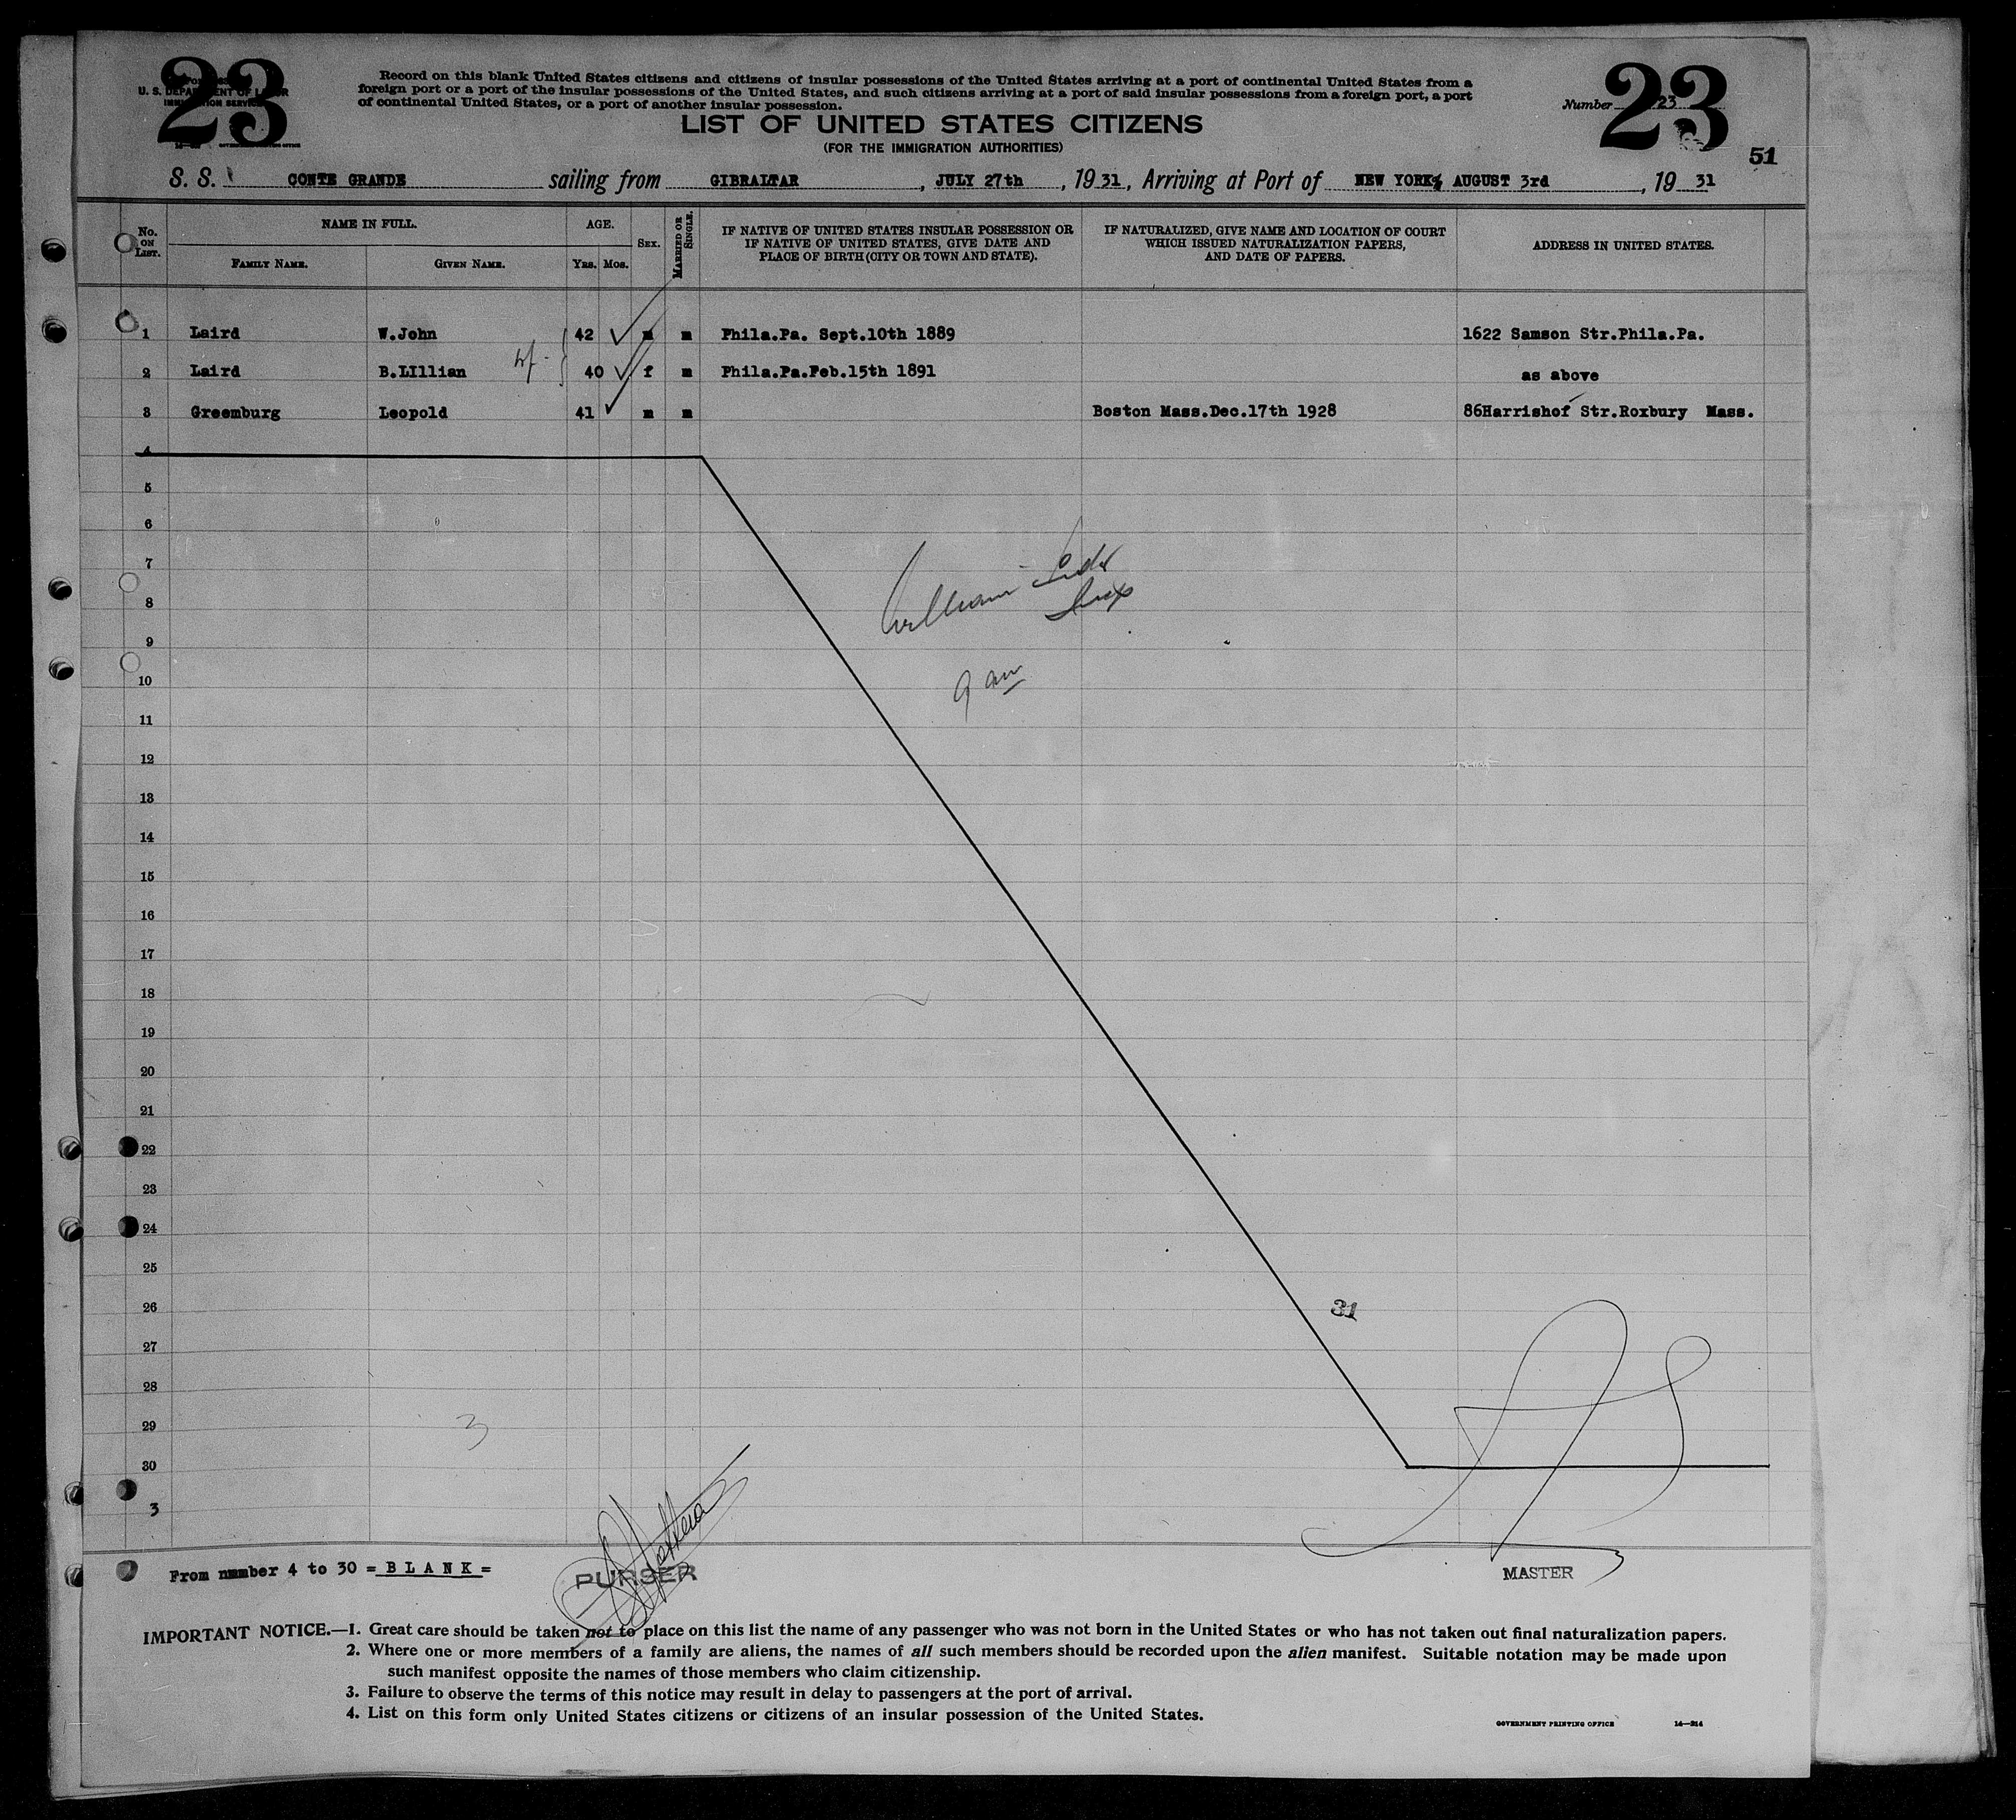 23
U. S. DEPARTMENT OF LABOR
IMMIGRATION SERVICE
Record on this blank United States citizens and citizens of insular possessions of the United States arriving at a port of continental United States from a
foreign port or a port of the insular possessions of the United States, and such citizens arriving at a port of said insular possessions from a foreign port, a port
of continental United States, or a port of another insular possession.
Number 23
23
LIST OF UNITED STATES CITIZENS
(FOR THE IMMIGRATION AUTHORITIES)
51
S. S. CONTE GRANDE sailing from GIBRALTAR, JULY 27th, 1931, Arriving at Port of NEW YORK, AUGUST 3rd, 1931
No. ON LIST. NAME IN FULL. AGE. SEX. MARRIED OR SINGLE. IF NATIVE OF UNITED STATES INSULAR POSSESSION OR IF NATIVE OF UNITED STATES, GIVE DATE AND PLACE OF BIRTH (CITY OR TOWN AND STATE). IF NATURALIZED, GIVE NAME AND LOCATION OF COURT WHICH ISSUED NATURALIZATION PAPERS, AND DATE OF PAPERS. ADDRESS IN UNITED STATES.
FAMILY NAME. GIVEN NAME. Yrs. Mos.
1 Laird W.John 42 m m Phila.Pa. Sept.10th 1889 1622 Samson Str.Phila.Pa.
2 Laird B.LIllian wf. 40 f m Phila.Pa.Feb.15th 1891 as above
3 Greemburg Leopold 41 m m Boston Mass.Dec.17th 1928 86Harrishof Str.Roxbury Mass.
4
5
6
7
William
8
9
10
9 am
11
12
13
14
15
16
17
18
19
20
21
22
23
24
25
26
31
27
28
29
3
30
3
From number 4 to 30 = B L A N K =
PURSER
MASTER
IMPORTANT NOTICE.—1. Great care should be taken not to place on this list the name of any passenger who was not born in the United States or who has not taken out final naturalization papers.
2. Where one or more members of a family are aliens, the names of all such members should be recorded upon the alien manifest. Suitable notation may be made upon
such manifest opposite the names of those members who claim citizenship.
3. Failure to observe the terms of this notice may result in delay to passengers at the port of arrival.
4. List on this form only United States citizens or citizens of an insular possession of the United States.
GOVERNMENT PRINTING OFFICE 14—214